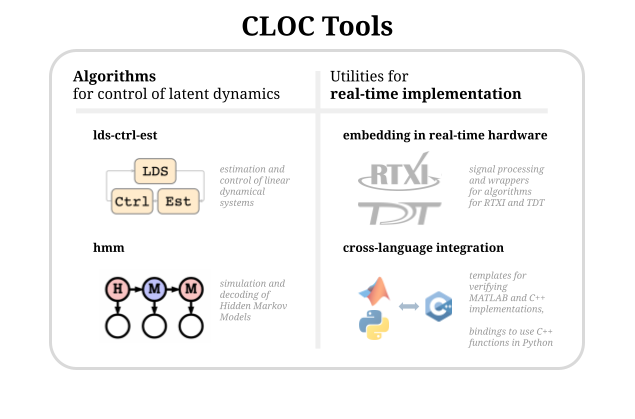 CLOC Tools
Algorithms
for control of latent dynamics
lds-ctrl-est
LDS
Ctrl Est
estimation and
control of linear
dynamical
systems
hmm
H M M
simulation and
decoding of
Hidden Markov
Models
Utilities for
real-time implementation
embedding in real-time hardware
RTXI
TDT
signal processing
and wrappers
for algorithms
for RTXI and TDT
cross-language integration
C++
templates for
verifying
MATLAB and C++
implementations,
bindings to use C++
functions in Python